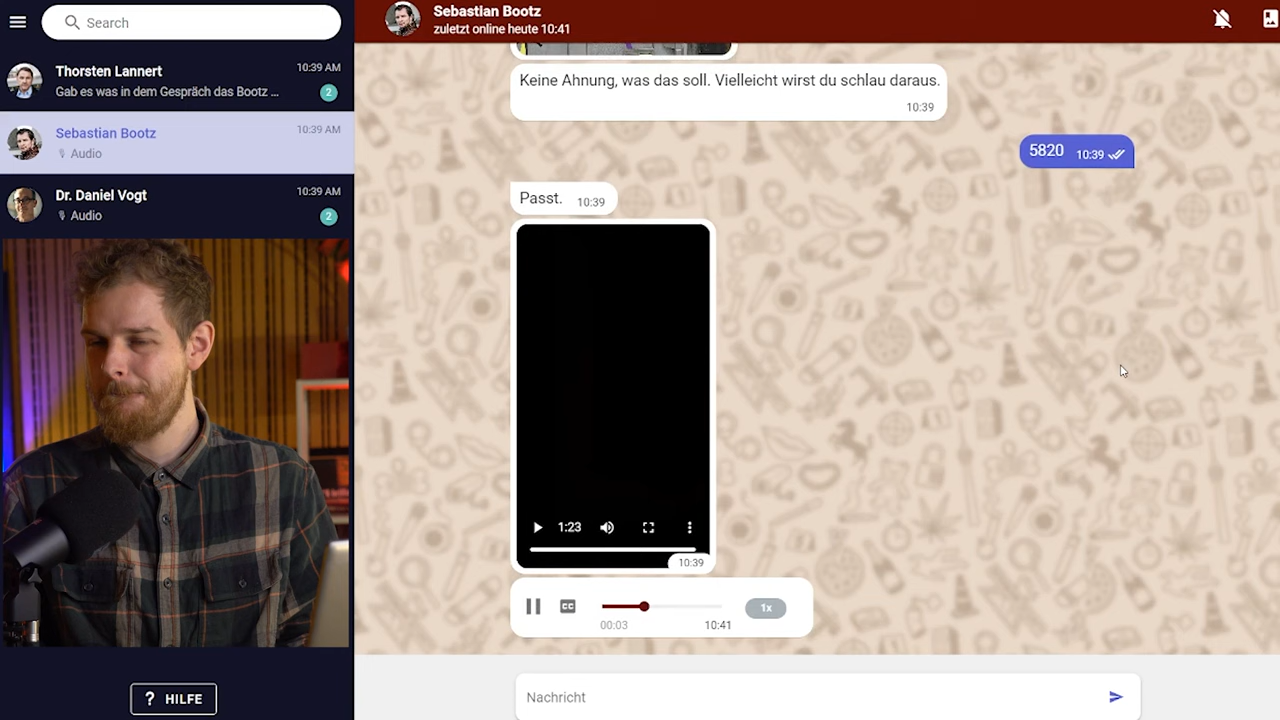 Search
Thorsten Lannert
10:39 AM
Gab es was in dem Gespräch das Bootz ...
2
Sebastian Bootz
10:39 AM
Audio
Dr. Daniel Vogt
10:39 AM
Audio
2
? HILFE
Sebastian Bootz
zuletzt online heute 10:41
Keine Ahnung, was das soll. Vielleicht wirst du schlau daraus.
10:39
5820 10:39
Passt. 10:39
1:23
10:39
CC
1x
00:03
10:41
Nachricht